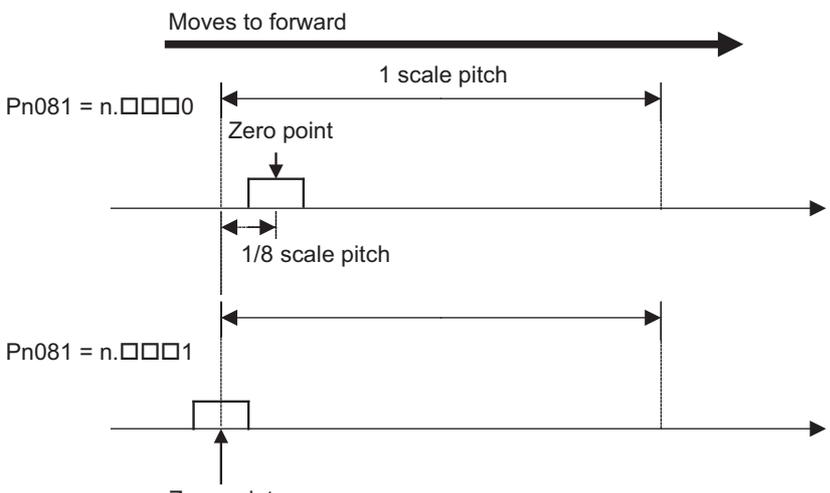 Moves to forward
1 scale pitch
Pn081 = n.□□□0
Zero point
1/8 scale pitch
Pn081 = n.□□□1